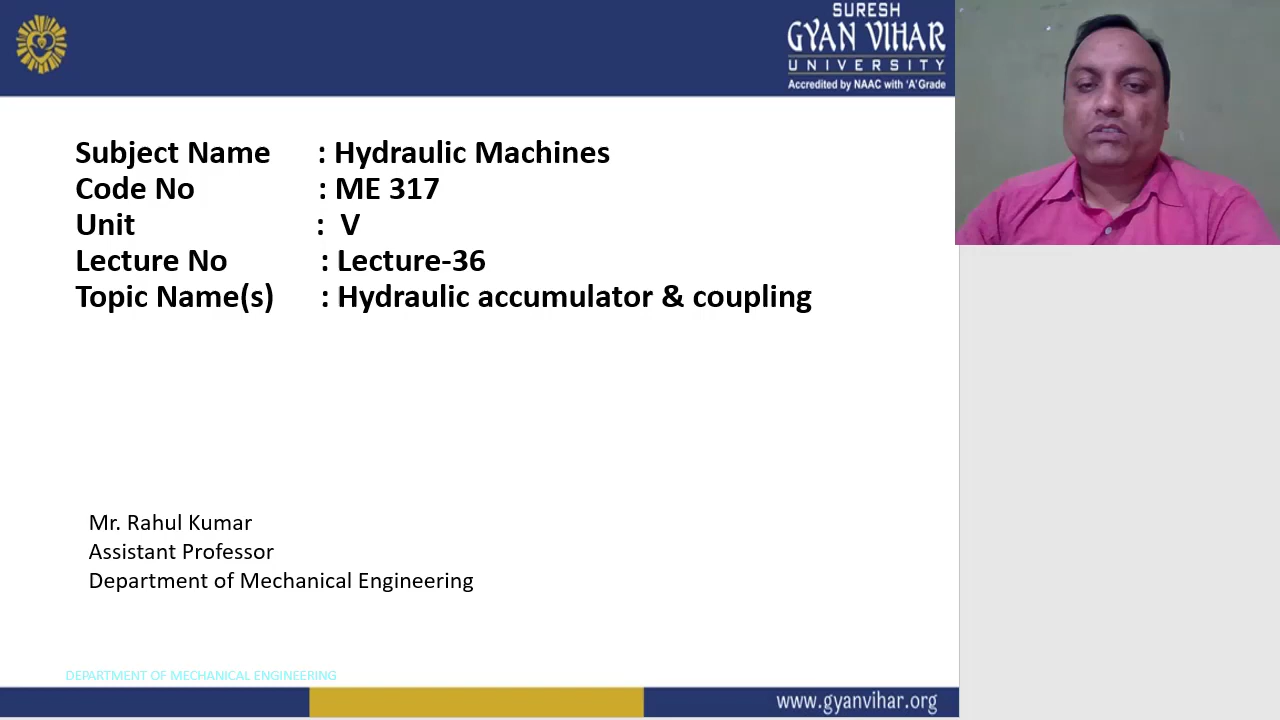 SURESH
GYAN VIHAR
UNIVERSITY
Accredited by NAAC with 'A' Grade
Subject Name : Hydraulic Machines
Code No : ME 317
Unit : V
Lecture No : Lecture-36
Topic Name(s) : Hydraulic accumulator & coupling
Mr. Rahul Kumar
Assistant Professor
Department of Mechanical Engineering
DEPARTMENT OF MECHANICAL ENGINEERING
www.gyanvihar.org